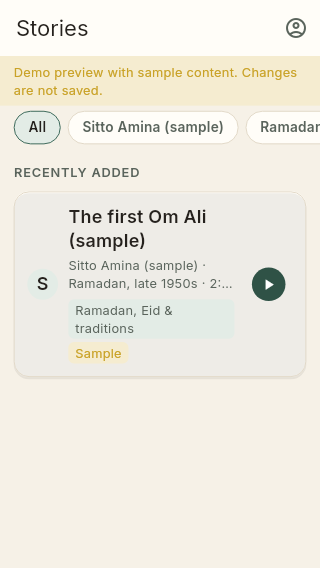 Stories
Demo preview with sample content. Changes
are not saved.
All
Sitto Amina (sample)
Ramadan
RECENTLY ADDED
The first Om Ali
(sample)
S
Sitto Amina (sample) ·
Ramadan, late 1950s · 2:...
Ramadan, Eid &
traditions
Sample